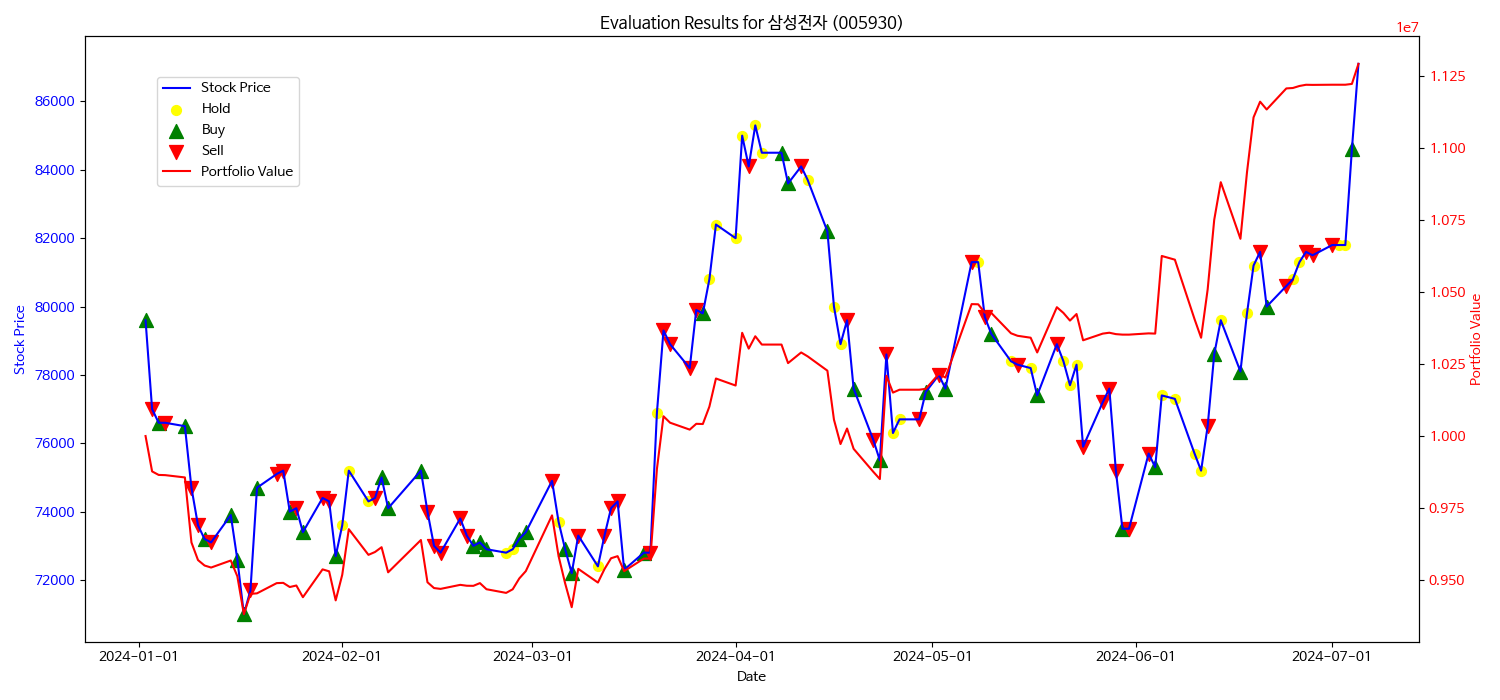 Evaluation Results for 삼성전자 (005930)
1e7
Stock Price
Hold
Buy
Sell
Portfolio Value
86000
84000
82000
80000
78000
76000
74000
72000
Stock Price
1.125
1.100
1.075
1.050
1.025
1.000
0.975
0.950
Portfolio Value
2024-01-01
2024-02-01
2024-03-01
2024-04-01
2024-05-01
2024-06-01
2024-07-01
Date